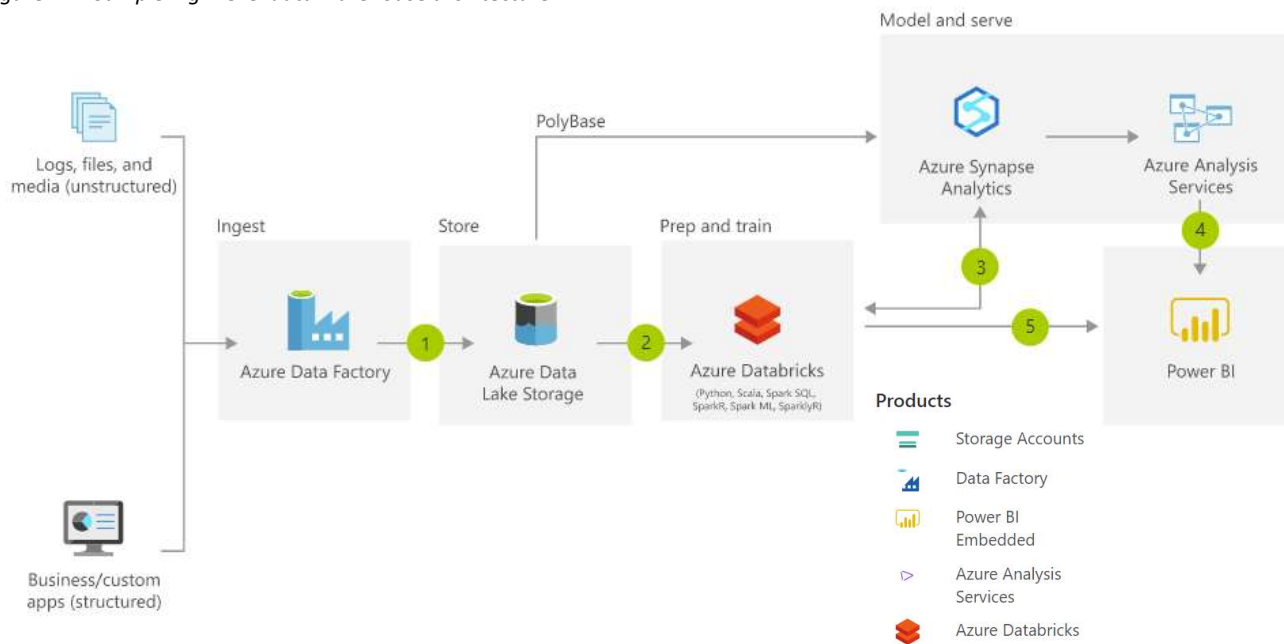 Model and serve
PolyBase
Logs, files, and
media (unstructured)
Azure Synapse
Analytics
Azure Analysis
Services
Ingest
Store
Prep and train
4
3
5
1
2
Azure Data Factory
Azure Data
Lake Storage
Azure Databricks
(Python, Scala, Spark SQL,
SparkR, Spark ML, SparklyR)
Power BI
Products
Storage Accounts
Data Factory
Power BI
Embedded
Azure Analysis
Services
Azure Databricks
Business/custom
apps (structured)